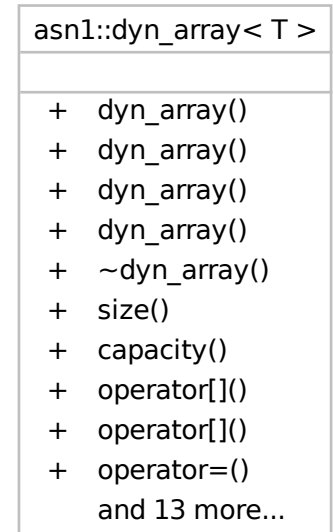 asn1::dyn_array< T >
+ dyn_array()
+ dyn_array()
+ dyn_array()
+ dyn_array()
+ ~dyn_array()
+ size()
+ capacity()
+ operator[]()
+ operator[]()
+ operator=()
and 13 more...